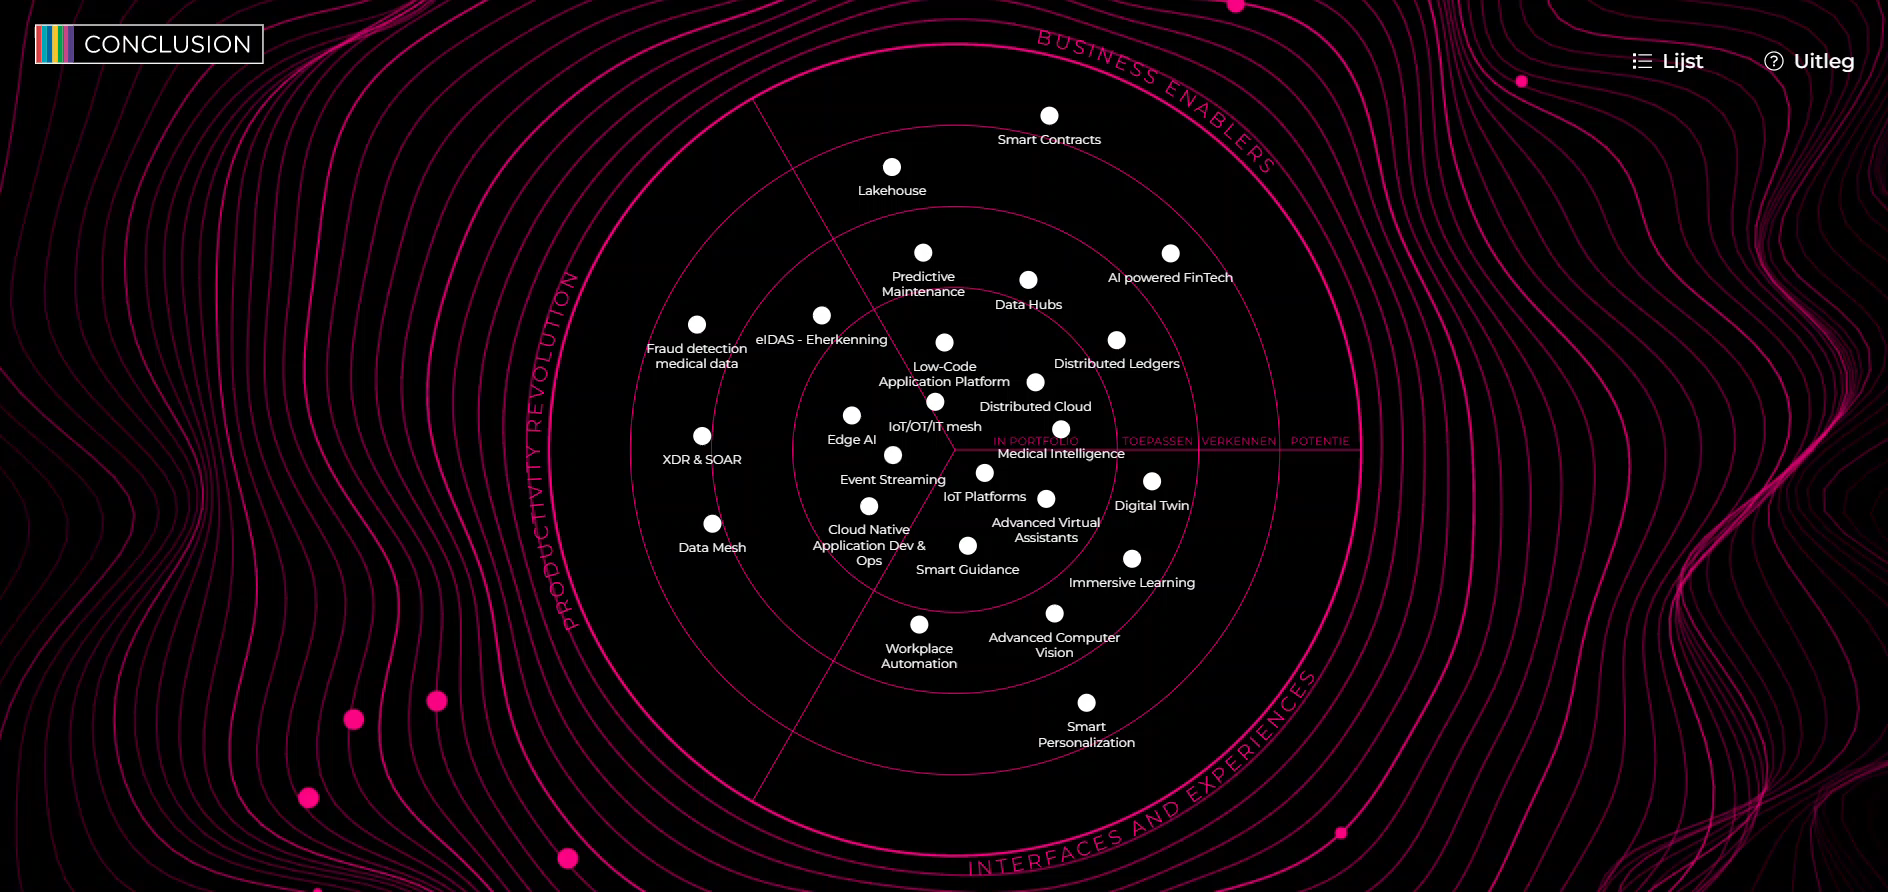 CONCLUSION
Lijst
Uitleg
BUSINESS ENABLERS
Smart Contracts
Lakehouse
Predictive
Maintenance
Data Hubs
AI powered FinTech
eIDAS - Eherkenning
Fraud detection
medical data
Distributed Ledgers
Low-Code
Application Platform
Distributed Cloud
IoT/OT/IT mesh
Edge AI
IN PORTFOLIO
TOEPASSEN
VERKENNEN
POTENTIE
Medical Intelligence
XDR & SOAR
Event Streaming
IoT Platforms
Digital Twin
Advanced Virtual
Assistants
Cloud Native
Application Dev &
Ops
Data Mesh
Smart Guidance
Immersive Learning
Advanced Computer
Vision
Workplace
Automation
Smart
Personalization
PRODUCTIVITY REVOLUTION
INTERFACES AND EXPERIENCES